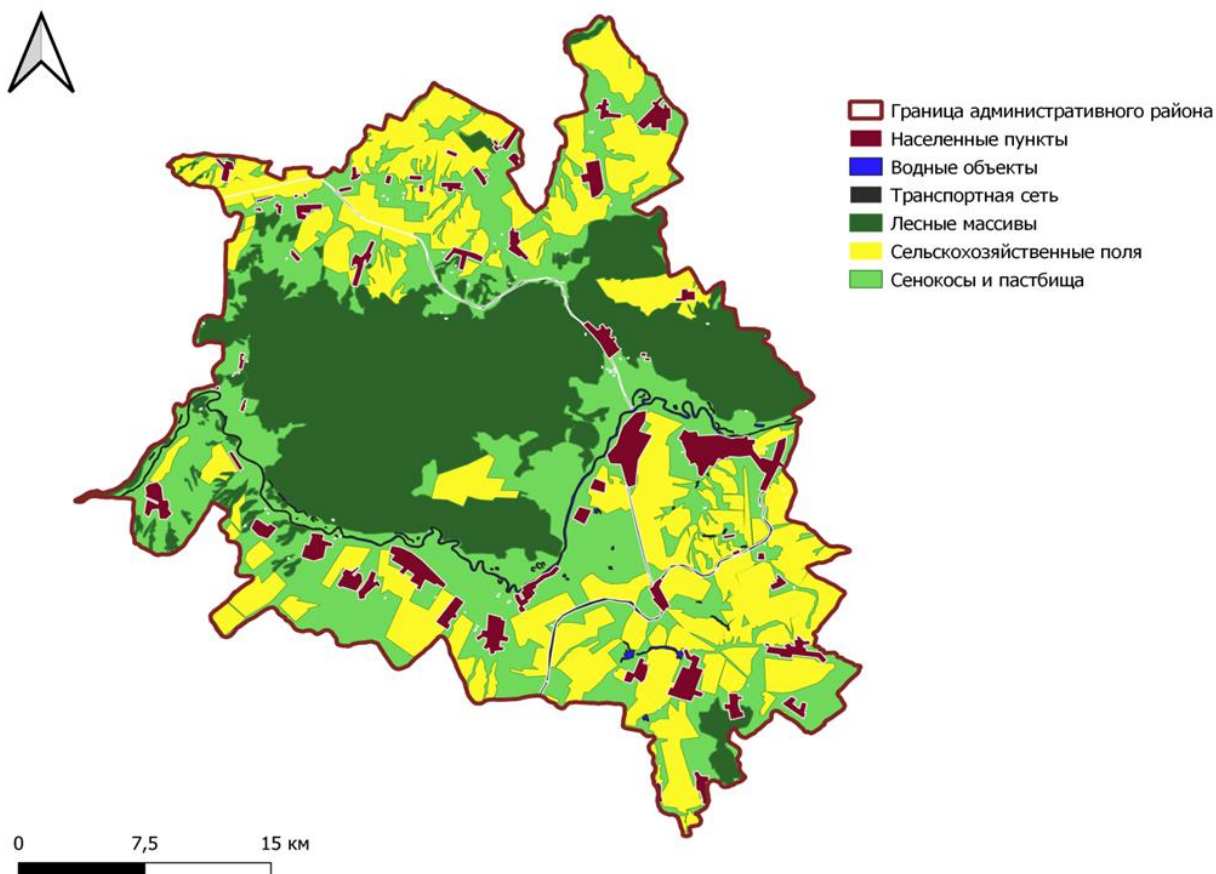 Граница административного района
Населенные пункты
Водные объекты
Транспортная сеть
Лесные массивы
Сельскохозяйственные поля
Сенокосы и пастбища
0 7,5 15 км